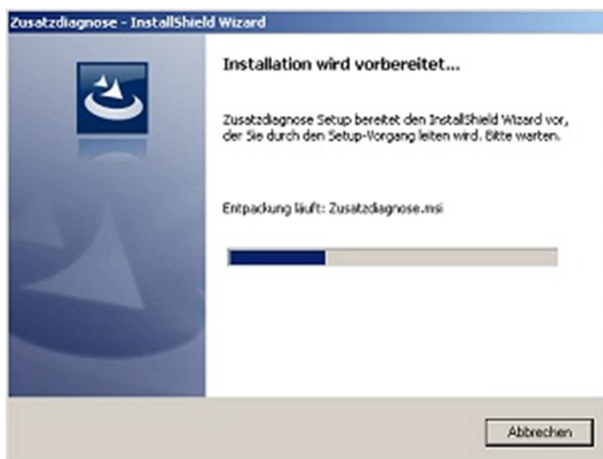 Zusatzdiagnose - InstallShield Wizard
Installation wird vorbereitet...
Zusatzdiagnose Setup bereitet den InstallShield Wizard vor,
der Sie durch den Setup-Vorgang leiten wird. Bitte warten.
Entpackung läuft: Zusatzdiagnose.msi
Abbrechen